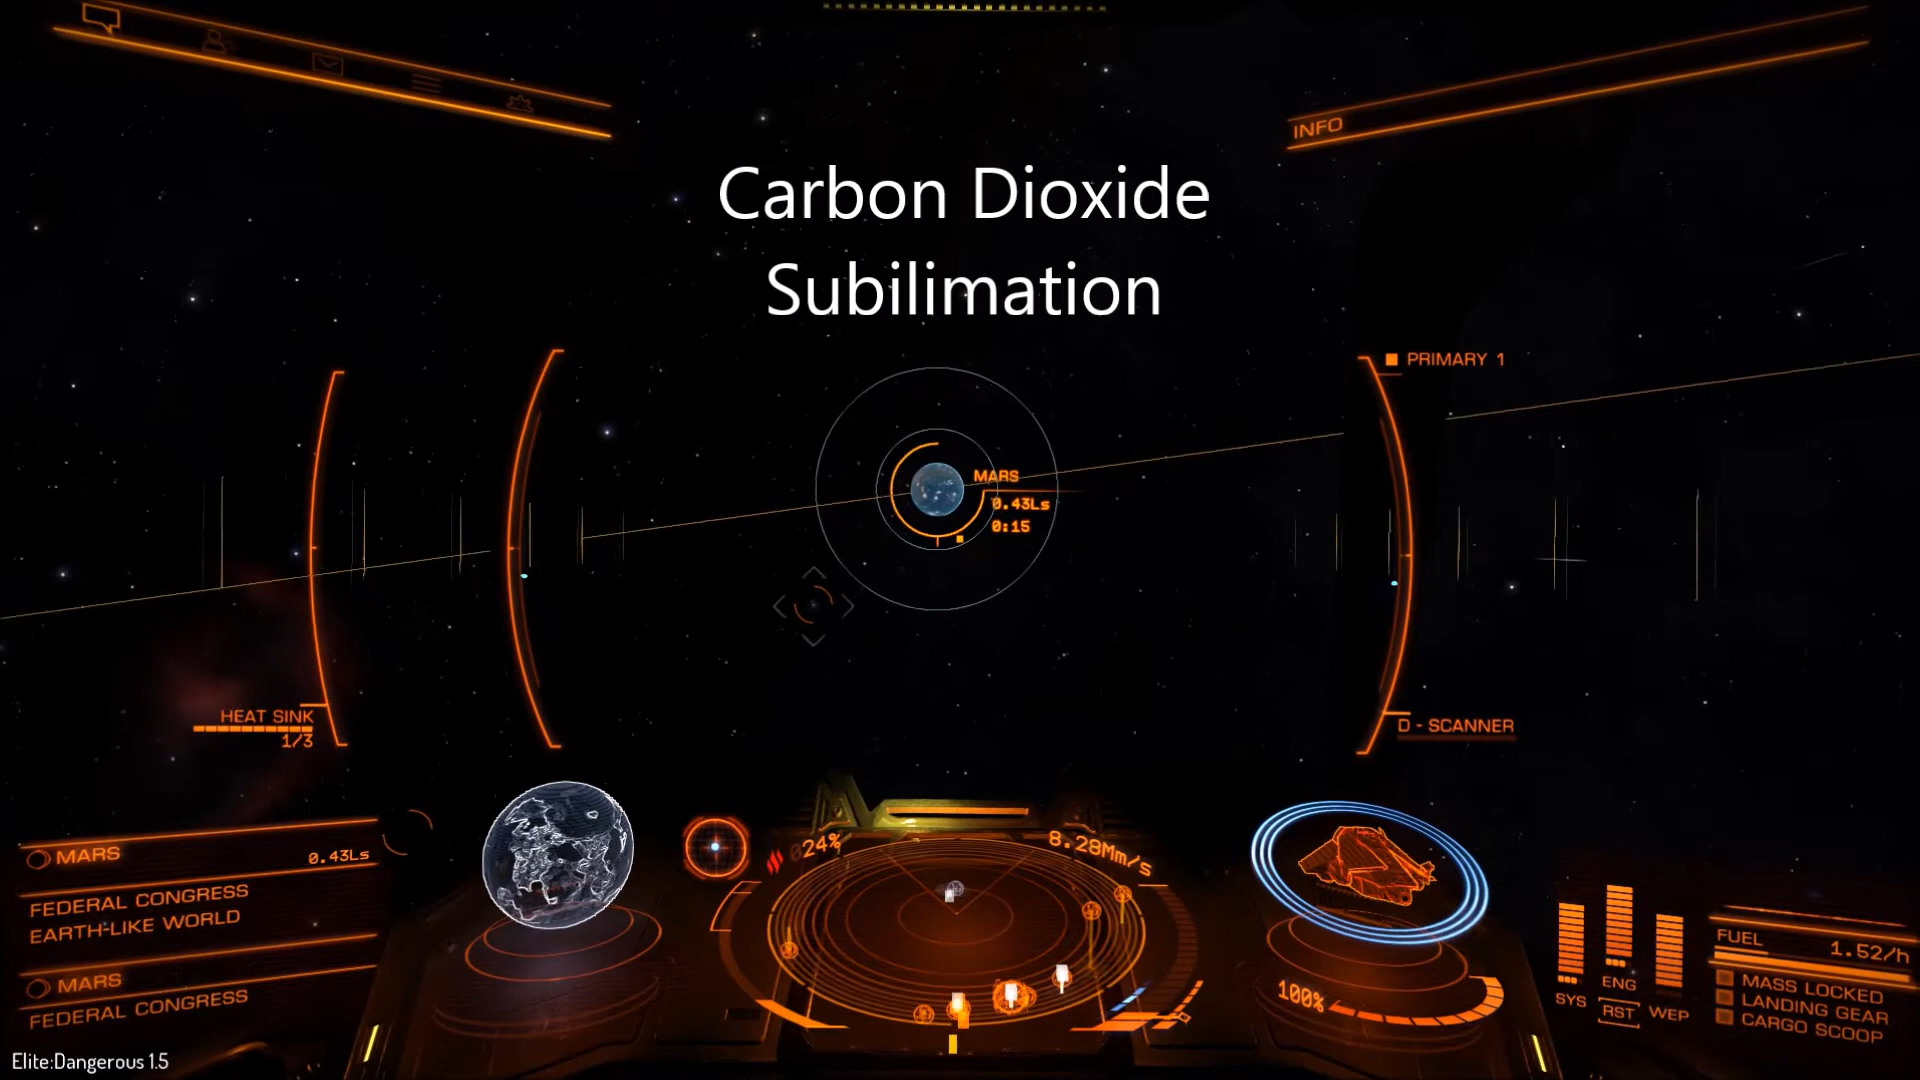 INFO
Carbon Dioxide
Subilimation
PRIMARY 1
MARS
0.43Ls
0:15
HEAT SINK
1/3
D - SCANNER
MARS
0.43Ls
FEDERAL CONGRESS
EARTH-LIKE WORLD
MARS
FEDERAL CONGRESS
024%
8.28Mm/s
100%
SYS
ENG
RST
WEP
FUEL
1.52/h
MASS LOCKED
LANDING GEAR
CARGO SCOOP
Elite:Dangerous 1.5